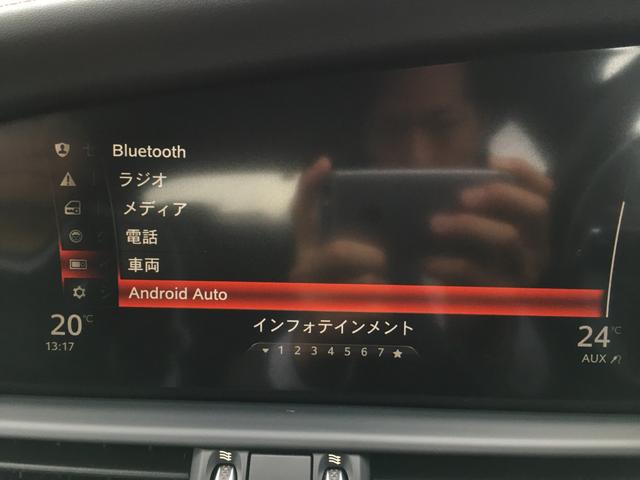 Bluetooth
ラジオ
メディア
電話
車両
Android Auto
インフォテインメント
1 2 3 4 5 6 7
20℃
13:17
24℃
AUX